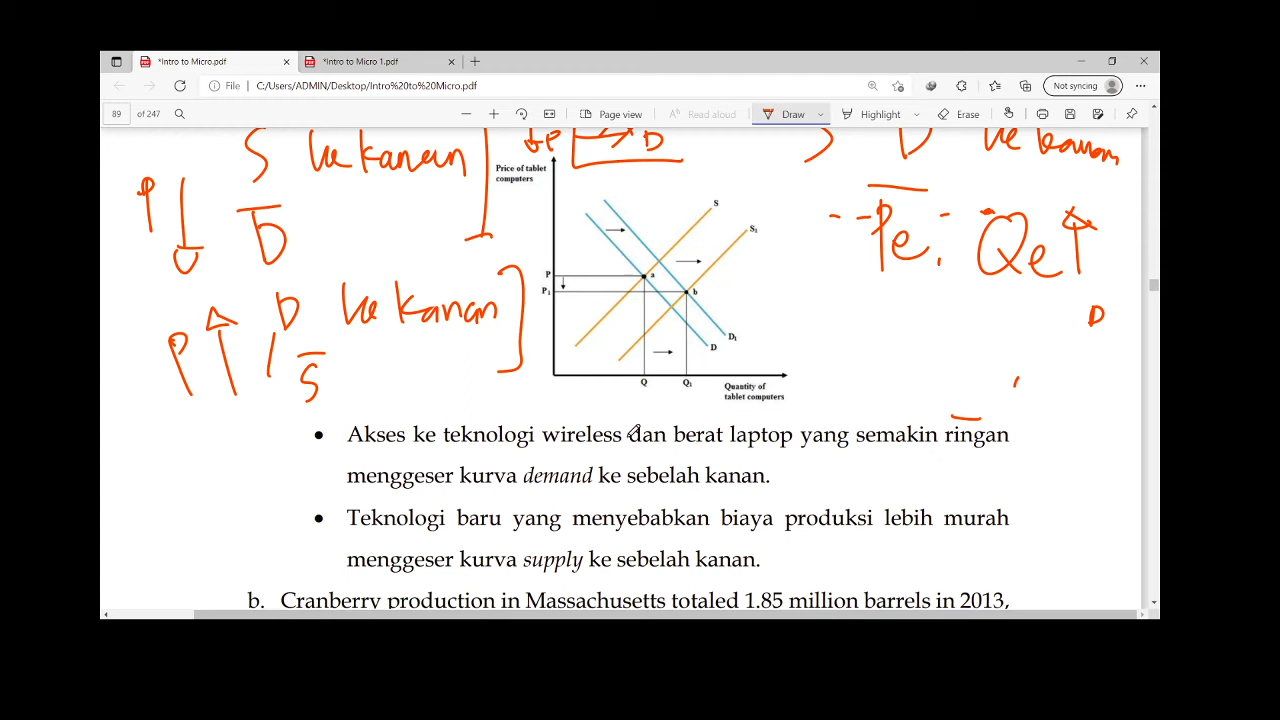 *Intro to Micro.pdf
*Intro to Micro 1.pdf
File
C:/Users/ADMIN/Desktop/Intro%20to%20Micro.pdf
Not syncing
89 of 247
Page view
Read aloud
Draw
Highlight
Erase
S ke kanan
P
D
D ke kanan
P
D
P D ke kanan
S
Pe. Qe
D
Price of tablet
computers
S
S1
P
a
P1
b
D1
D
Q
Q1
Quantity of
tablet computers
• Akses ke teknologi wireless dan berat laptop yang semakin ringan
menggeser kurva demand ke sebelah kanan.
• Teknologi baru yang menyebabkan biaya produksi lebih murah
menggeser kurva supply ke sebelah kanan.
b. Cranberry production in Massachusetts totaled 1.85 million barrels in 2013,